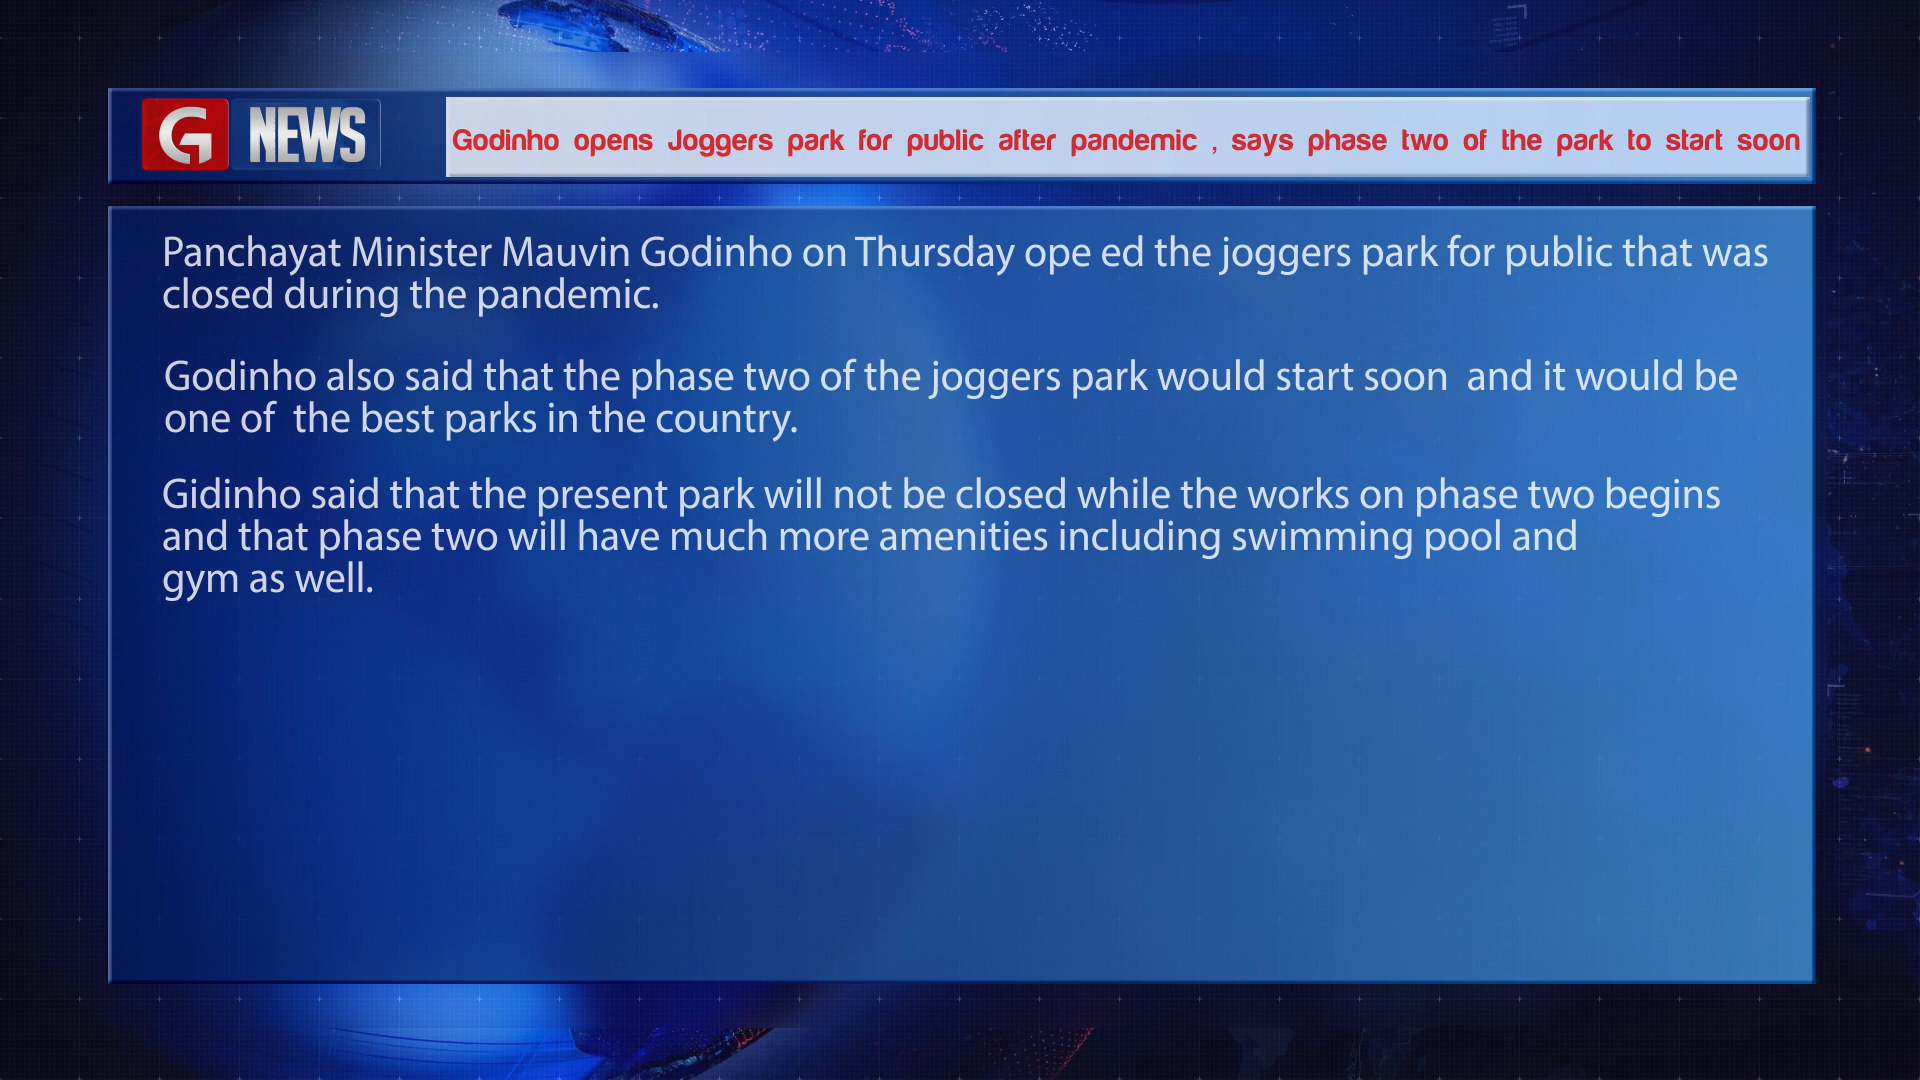 G NEWS
Godinho opens Joggers park for public after pandemic , says phase two of the park to start soon
Panchayat Minister Mauvin Godinho on Thursday ope ed the joggers park for public that was
closed during the pandemic.
Godinho also said that the phase two of the joggers park would start soon  and it would be
one of  the best parks in the country.
Gidinho said that the present park will not be closed while the works on phase two begins
and that phase two will have much more amenities including swimming pool and
gym as well.